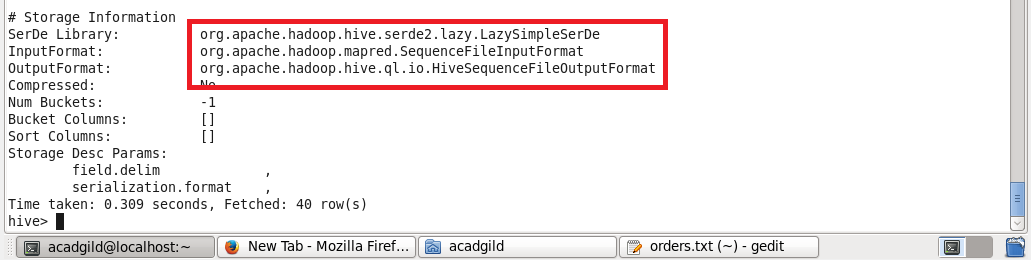 # Storage Information
SerDe Library: org.apache.hadoop.hive.serde2.lazy.LazySimpleSerDe
InputFormat: org.apache.hadoop.mapred.SequenceFileInputFormat
OutputFormat: org.apache.hadoop.hive.ql.io.HiveSequenceFileOutputFormat
Compressed: No
Num Buckets: -1
Bucket Columns: []
Sort Columns: []
Storage Desc Params:
field.delim ,
serialization.format ,
Time taken: 0.309 seconds, Fetched: 40 row(s)
hive>
acadgild@localhost:~ New Tab - Mozilla Firef... acadgild orders.txt (~) - gedit